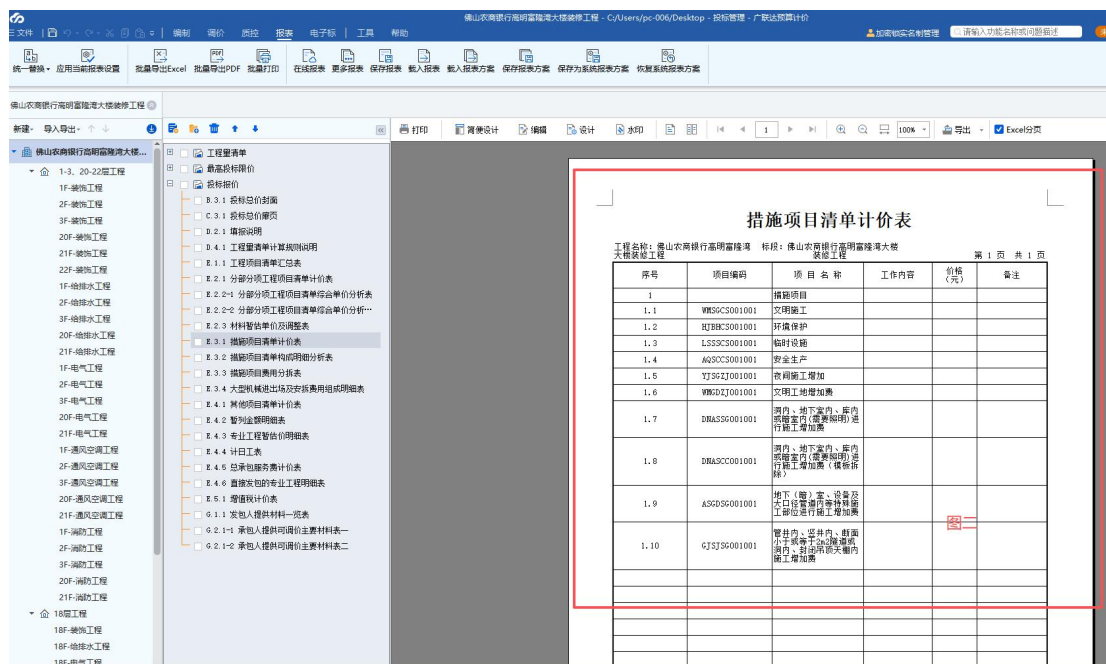 佛山农商银行高明富隆湾大楼装修工程 - C:/Users/pc-006/Desktop - 投标管理 - 广联达预算计价
文件 编制 调价 质控 报表 电子标 工具 帮助 加密锁实名制管理 请输入功能名称或问题描述
统一替换 应用当前报表设置 批量导出Excel 批量导出PDF 批量打印 在线报表 更多报表 保存报表 载入报表 载入报表方案 保存报表方案 保存为系统报表方案 恢复系统报表方案
佛山农商银行高明富隆湾大楼装修工程
新建 导入导出 打印 简便设计 编辑 设计 水印 1 100% 导出 Excel分页
佛山农商银行高明富隆湾大楼...
1-3、20-22层工程
1F-装饰工程
2F-装饰工程
3F-装饰工程
20F-装饰工程
21F-装饰工程
22F-装饰工程
1F-给排水工程
2F-给排水工程
3F-给排水工程
20F-给排水工程
21F-给排水工程
1F-电气工程
2F-电气工程
3F-电气工程
20F-电气工程
21F-电气工程
1F-通风空调工程
2F-通风空调工程
3F-通风空调工程
20F-通风空调工程
21F-通风空调工程
1F-消防工程
2F-消防工程
3F-消防工程
20F-消防工程
21F-消防工程
18层工程
18F-装饰工程
18F-给排水工程
18F-电气工程
工程量清单
最高投标限价
投标报价
B.3.1 投标总价封面
C.3.1 投标总价扉页
D.2.1 填报说明
D.4.1 工程量清单计算规则说明
E.1.1 工程项目清单汇总表
E.2.1 分部分项工程项目清单计价表
E.2.2-1 分部分项工程项目清单综合单价分析表
E.2.2-2 分部分项工程项目清单综合单价分析…
E.2.3 材料暂估单价及调整表
E.3.1 措施项目清单计价表
E.3.2 措施项目清单构成明细分析表
E.3.3 措施项目费用分拆表
E.3.4 大型机械进出场及安拆费用组成明细表
E.4.1 其他项目清单计价表
E.4.2 暂列金额明细表
E.4.3 专业工程暂估价明细表
E.4.4 计日工表
E.4.5 总承包服务费计价表
E.4.6 直接发包的专业工程明细表
E.5.1 增值税计价表
G.1.1 发包人提供材料一览表
G.2.1-1 承包人提供可调价主要材料表一
G.2.1-2 承包人提供可调价主要材料表二
措施项目清单计价表
工程名称：佛山农商银行高明富隆湾 标段：佛山农商银行高明富隆湾大楼
大楼装修工程 装修工程 第 1 页 共 1 页
序号 项目编码 项 目 名 称 工作内容 价格 备注
（元）
1 措施项目
1.1 WMSGCS001001 文明施工
1.2 HJBHCS001001 环境保护
1.3 LSSSCS001001 临时设施
1.4 AQSCCS001001 安全生产
1.5 YJSGZJ001001 夜间施工增加
1.6 WMGDZJ001001 文明工地增加费
洞内、地下室内、库内
1.7 DNASSG001001 或暗室内(需要照明)进
行施工增加费
洞内、地下室内、库内
1.8 DNASCC001001 或暗室内(需要照明)进
行施工增加费（模板拆
除）
地下（暗）室、设备及
1.9 ASGDSG001001 大口径管道内等特殊施
工部位进行施工增加费
图二
管井内、竖井内、断面
1.10 GJSJSG001001 小于或等于2m2隧道或
洞内、封闭吊顶天棚内
施工增加费